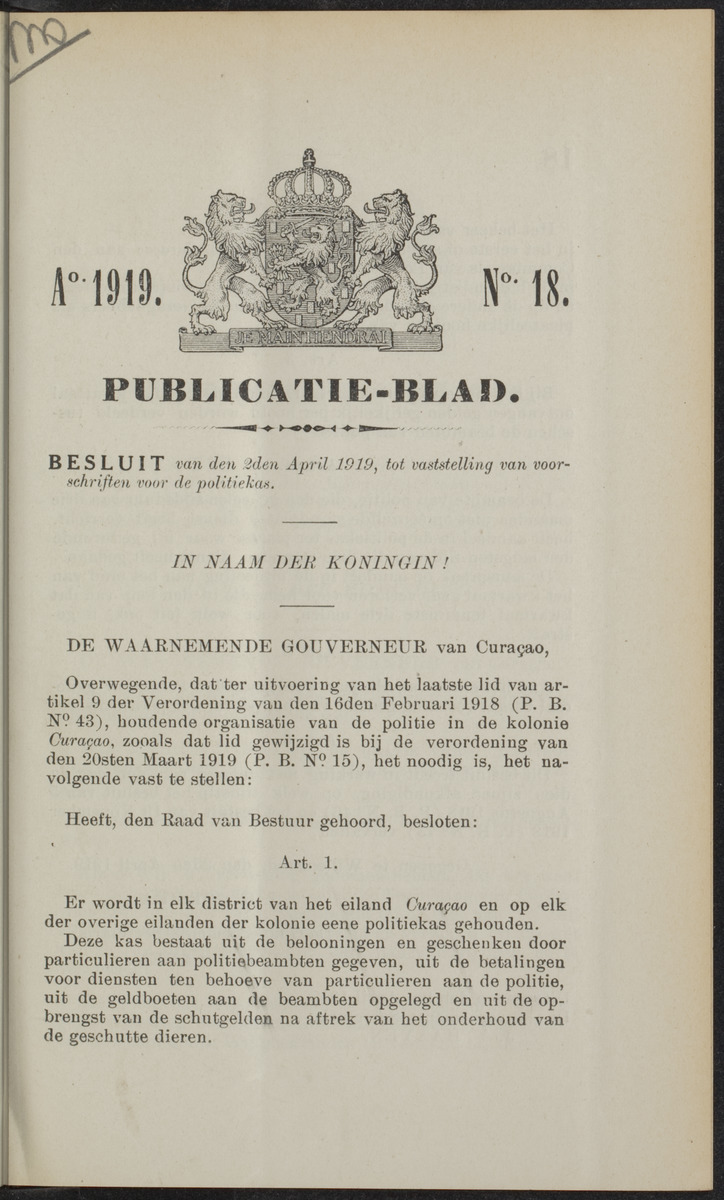 Aº. 1919.
Nº. 18.
JE MAINTIENDRAI
PUBLICATIE-BLAD.
BESLUIT van den 2den April 1919, tot vaststelling van voor-
schriften voor de politiekas.
IN NAAM DER KONINGIN!
DE WAARNEMENDE GOUVERNEUR van Curaçao,
Overwegende, dat ter uitvoering van het laatste lid van ar-
tikel 9 der Verordening van den 16den Februari 1918 (P. B.
Nº 43), houdende organisatie van de politie in de kolonie
Curaçao, zooals dat lid gewijzigd is bij de verordening van
den 20sten Maart 1919 (P. B. Nº 15), het noodig is, het na-
volgende vast te stellen:
Heeft, den Raad van Bestuur gehoord, besloten:
Art. 1.
Er wordt in elk district van het eiland Curaçao en op elk
der overige eilanden der kolonie eene politiekas gehouden.
Deze kas bestaat uit de belooningen en geschenken door
particulieren aan politiebeambten gegeven, uit de betalingen
voor diensten ten behoeve van particulieren aan de politie,
uit de geldboeten aan de beambten opgelegd en uit de op-
brengst van de schutgelden na aftrek van het onderhoud van
de geschutte dieren.